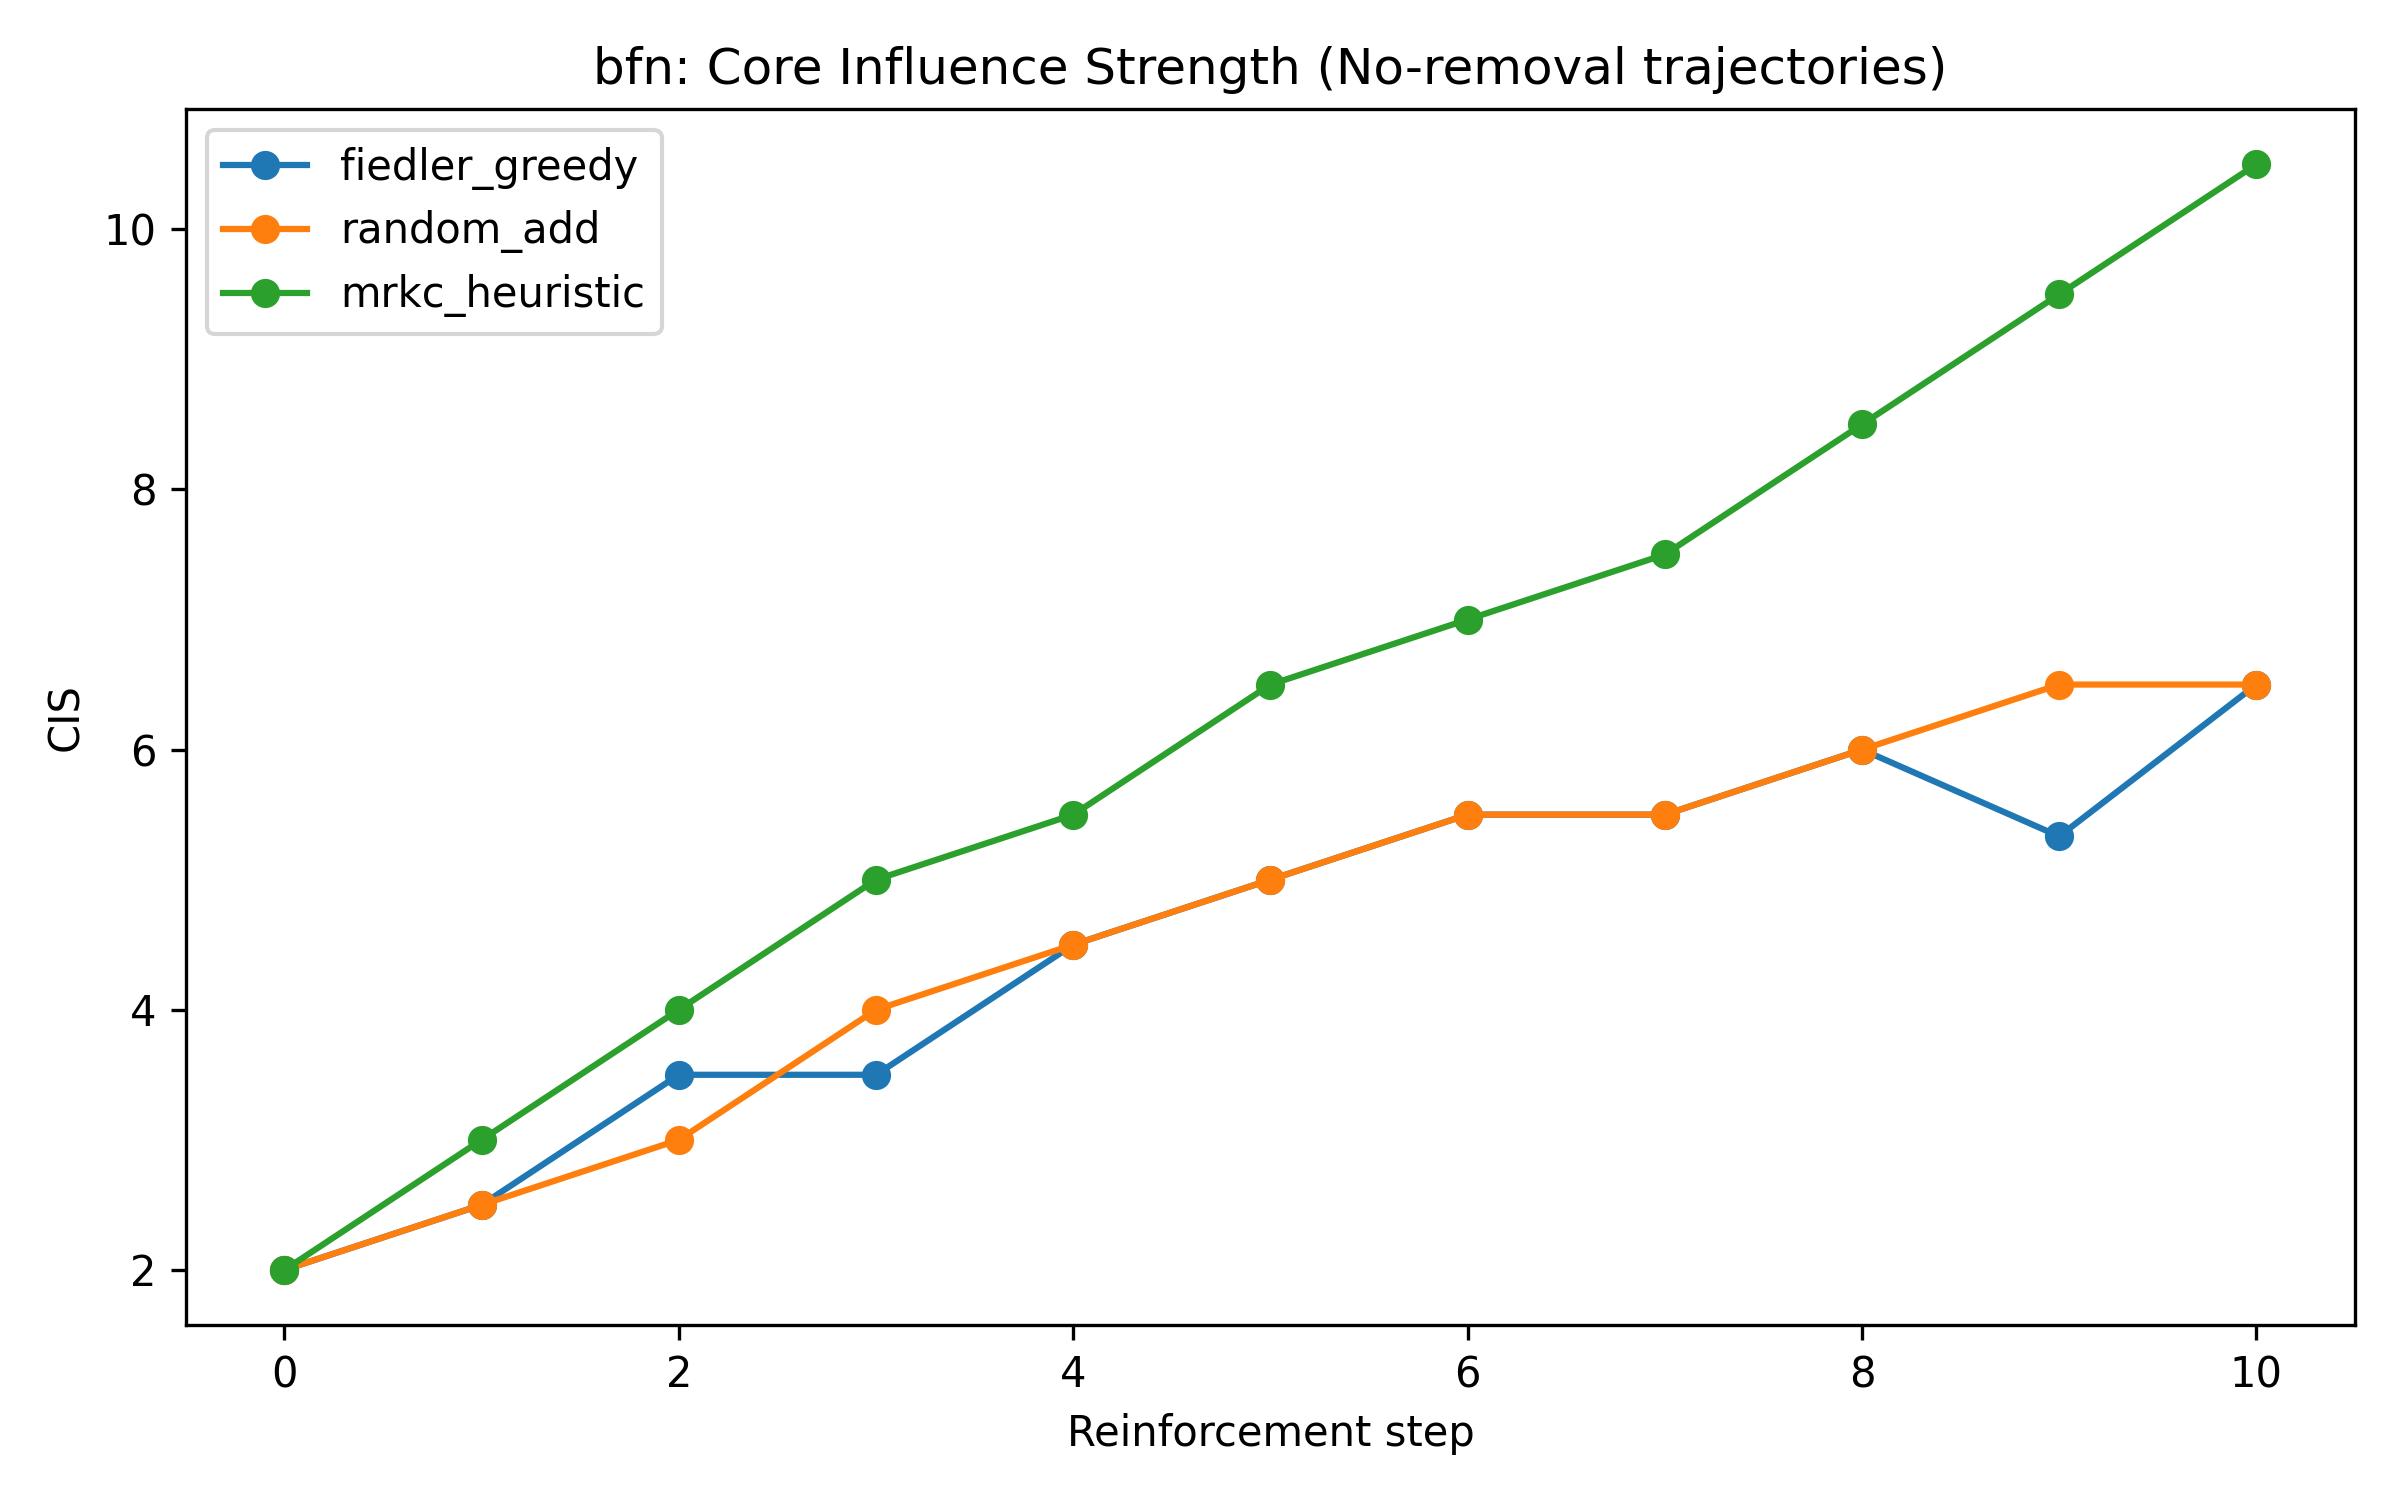 bfn: Core Influence Strength (No-removal trajectories)
fiedler_greedy
random_add
mrkc_heuristic
10
8
6
4
2
CIS
0 2 4 6 8 10
Reinforcement step